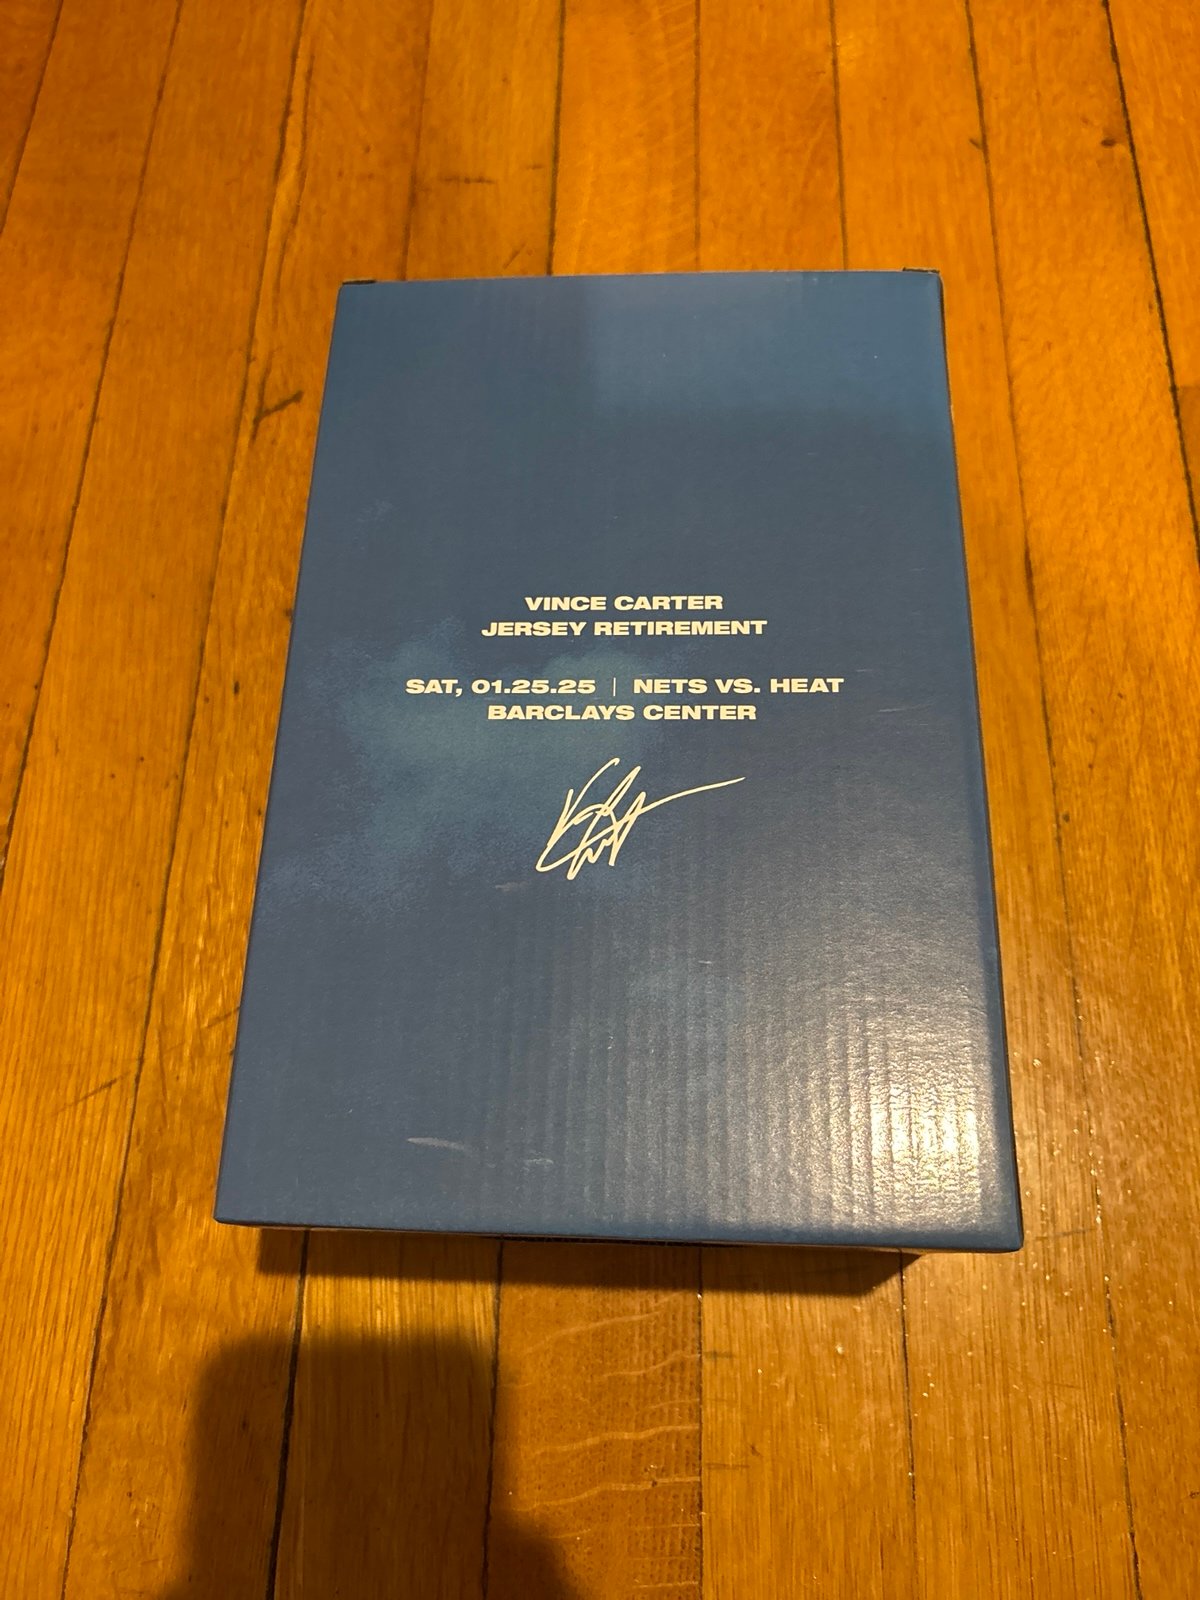 VINCE CARTER
JERSEY RETIREMENT
SAT, 01.25.25 | NETS VS. HEAT
BARCLAYS CENTER